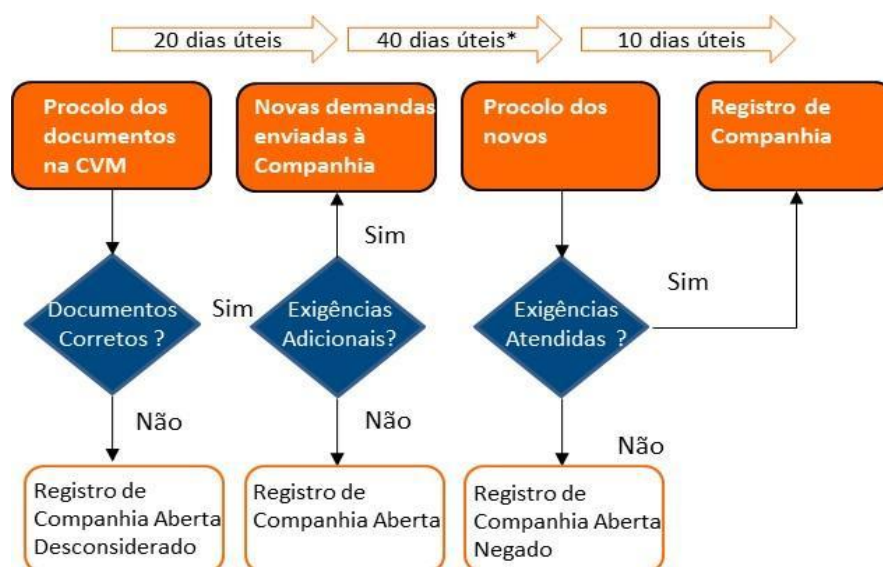 20 dias úteis
40 dias úteis*
10 dias úteis
Procolo dos
documentos
na CVM
Novas demandas
enviadas à
Companhia
Procolo dos
novos
Registro de
Companhia
Sim
Documentos
Corretos ?
Sim
Exigências
Adicionais?
Exigências
Atendidas ?
Sim
Não
Não
Não
Registro de
Companhia Aberta
Desconsiderado
Registro de
Companhia Aberta
Registro de
Companhia Aberta
Negado